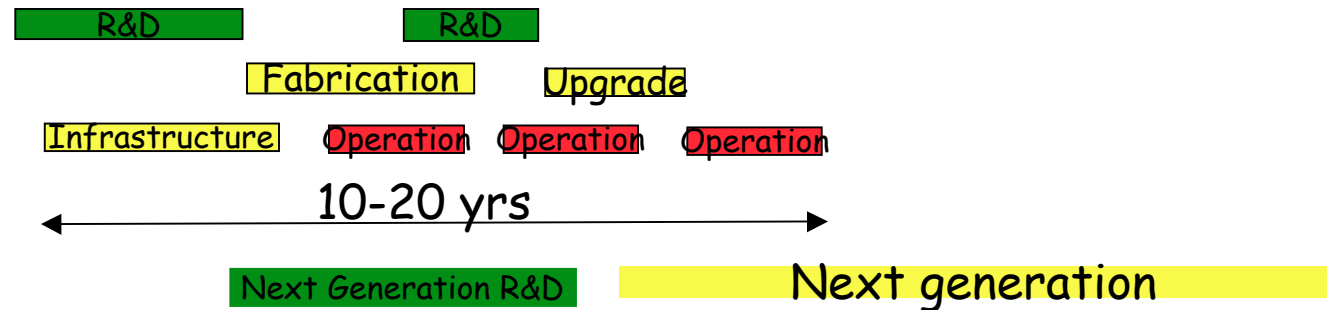 R&D R&D
Fabrication Upgrade
Infrastructure Operation Operation Operation
10-20 yrs
Next Generation R&D Next generation